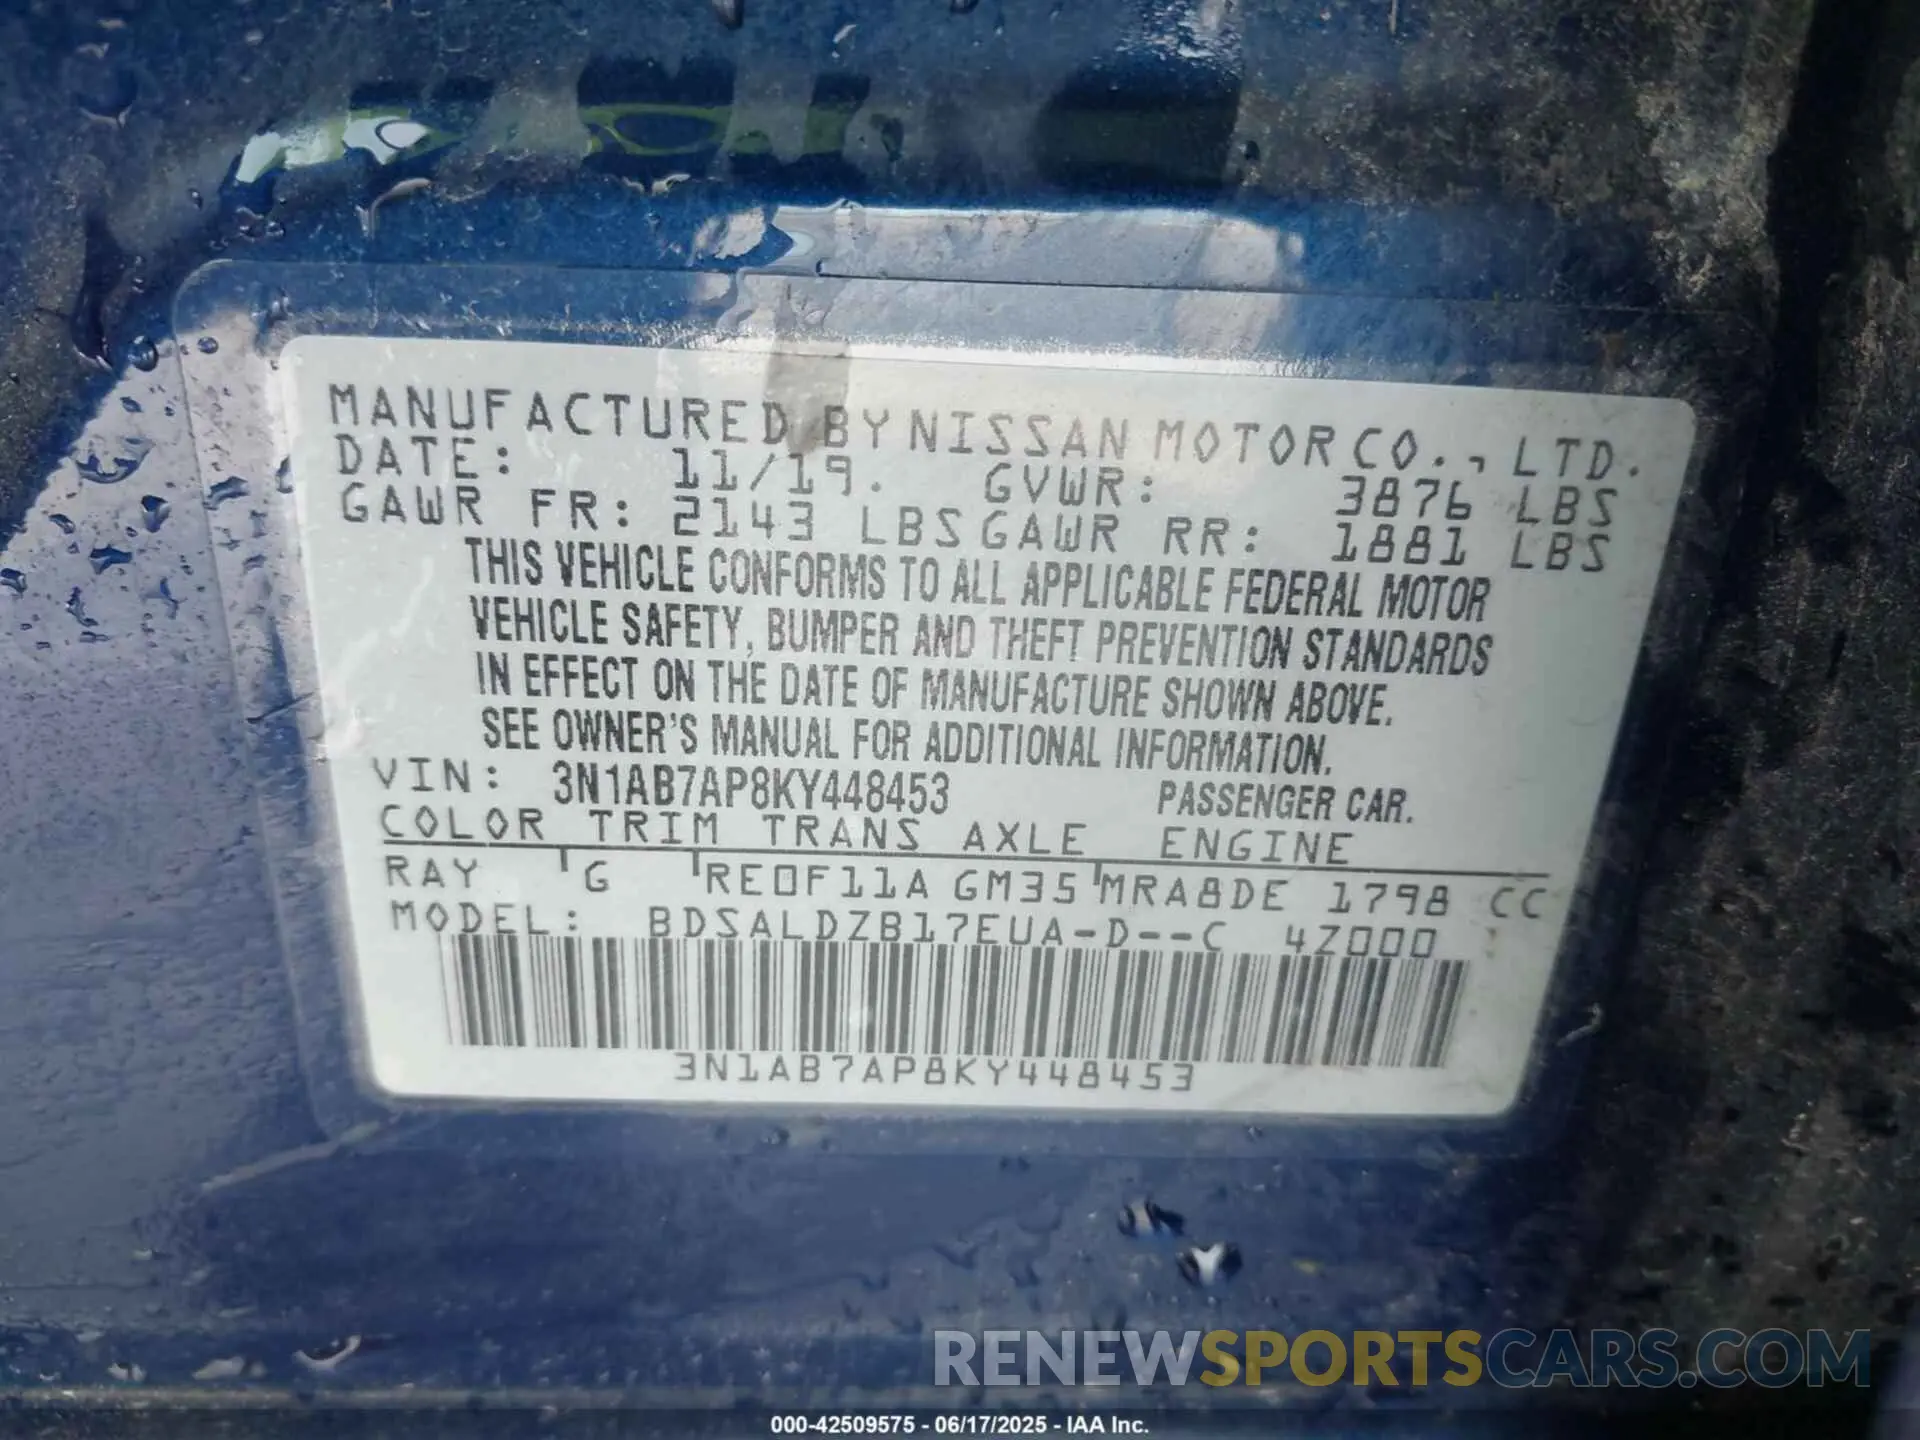 MANUFACTURED BY NISSAN MOTOR CO., LTD.
DATE: 11/19. GVWR: 3876 LBS
GAWR FR: 2143 LBS GAWR RR: 1881 LBS
THIS VEHICLE CONFORMS TO ALL APPLICABLE FEDERAL MOTOR
VEHICLE SAFETY, BUMPER AND THEFT PREVENTION STANDARDS
IN EFFECT ON THE DATE OF MANUFACTURE SHOWN ABOVE.
SEE OWNER'S MANUAL FOR ADDITIONAL INFORMATION.
VIN: 3N1AB7AP8KY448453 PASSENGER CAR.
COLOR TRIM TRANS AXLE ENGINE
RAY G RE0F11A GM35 MRA8DE 1798 CC
MODEL: BDSALDZB17EUA-D--C 4Z000
3N1AB7AP8KY448453
RENEWSPORTSCARS.COM
000-42509575 - 06/17/2025 - IAA Inc.